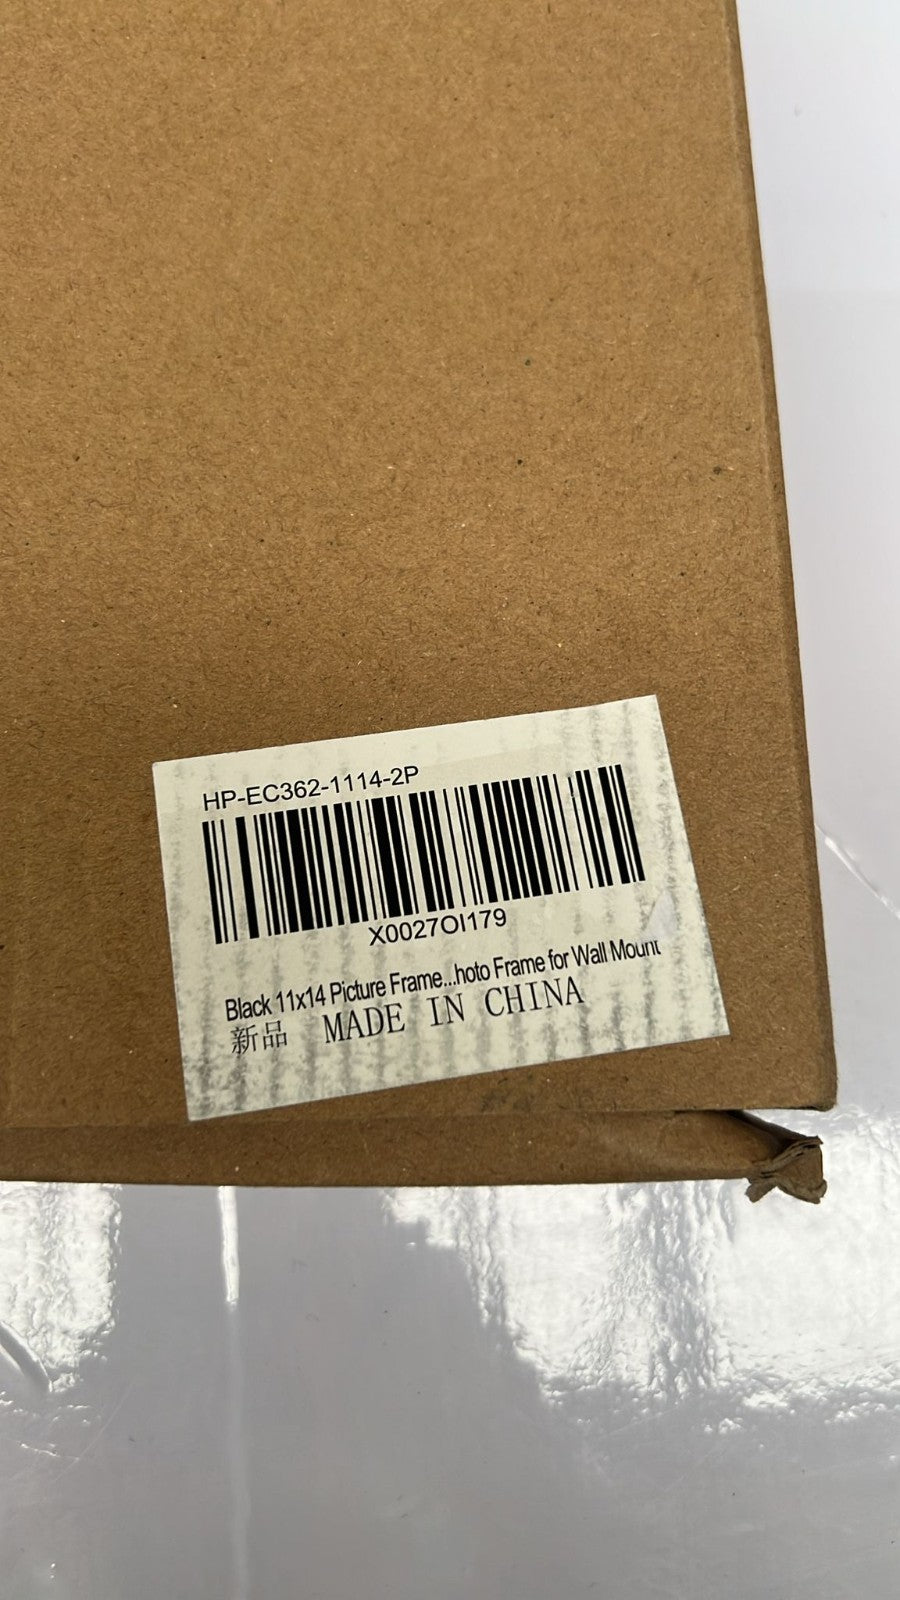 HP-EC362-1114-2P
X0027OI179
Black 11x14 Picture Frame...hoto Frame for Wall Mount
新品 MADE IN CHINA